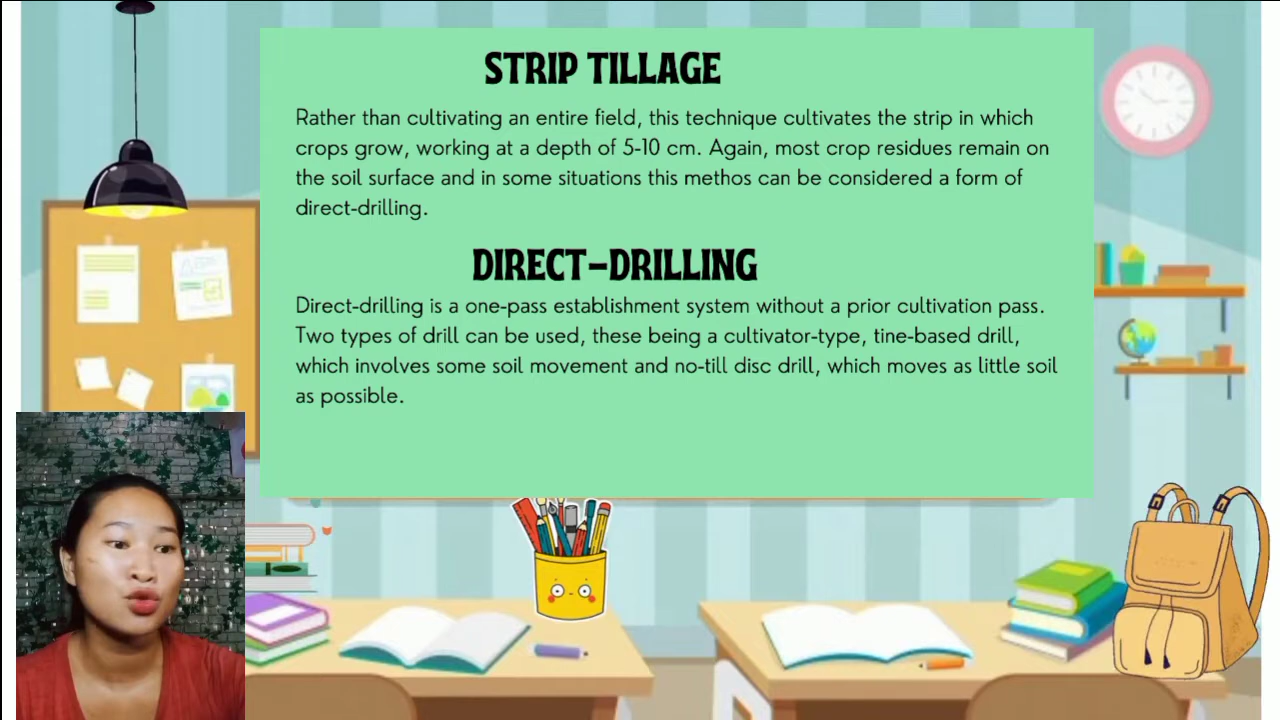 STRIP TILLAGE
Rather than cultivating an entire field, this technique cultivates the strip in which
crops grow, working at a depth of 5-10 cm. Again, most crop residues remain on
the soil surface and in some situations this methos can be considered a form of
direct-drilling.
DIRECT-DRILLING
Direct-drilling is a one-pass establishment system without a prior cultivation pass.
Two types of drill can be used, these being a cultivator-type, tine-based drill,
which involves some soil movement and no-till disc drill, which moves as little soil
as possible.